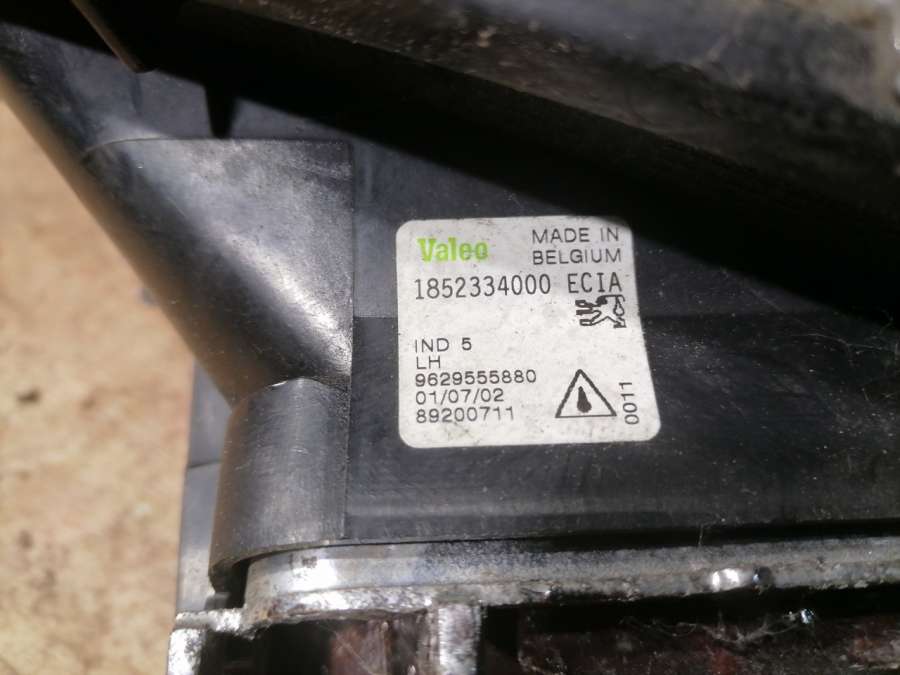 Valeo
MADE IN
BELGIUM
1852334000 ECIA
IND 5
LH
9629555880
01/07/02
89200711
0011